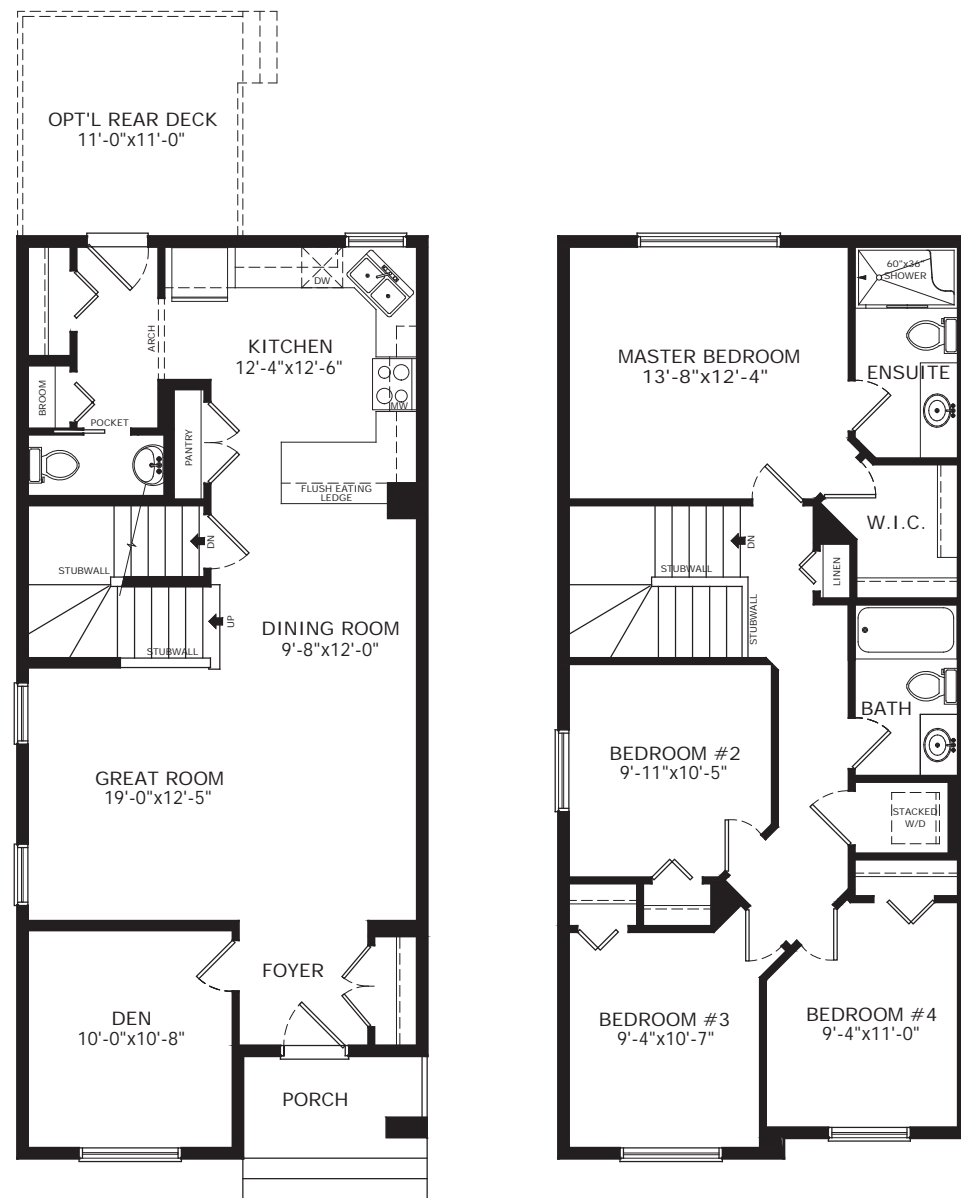 OPT'L REAR DECK
11'-0"x11'-0"
DW
ARCH
KITCHEN
12'-4"x12'-6"
MW
BROOM
POCKET
PANTRY
FLUSH EATING
LEDGE
DN
STUBWALL
UP
STUBWALL
DINING ROOM
9'-8"x12'-0"
GREAT ROOM
19'-0"x12'-5"
FOYER
DEN
10'-0"x10'-8"
PORCH
60"x36"
SHOWER
MASTER BEDROOM
13'-8"x12'-4"
ENSUITE
W.I.C.
DN
LINEN
STUBWALL
STUBWALL
BATH
BEDROOM #2
9'-11"x10'-5"
STACKED
W/D
BEDROOM #3
9'-4"x10'-7"
BEDROOM #4
9'-4"x11'-0"